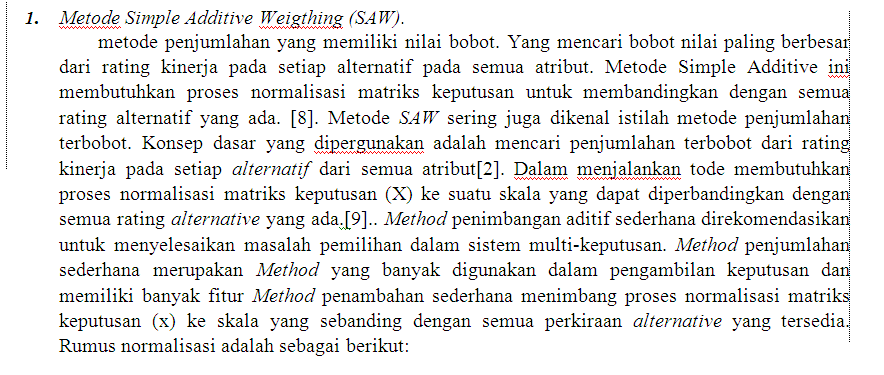 1. Metode Simple Additive Weigthing (SAW).
metode penjumlahan yang memiliki nilai bobot. Yang mencari bobot nilai paling berbesar
dari rating kinerja pada setiap alternatif pada semua atribut. Metode Simple Additive ini
membutuhkan proses normalisasi matriks keputusan untuk membandingkan dengan semua
rating alternatif yang ada. [8]. Metode SAW sering juga dikenal istilah metode penjumlahan
terbobot. Konsep dasar yang dipergunakan adalah mencari penjumlahan terbobot dari rating
kinerja pada setiap alternatif dari semua atribut[2]. Dalam menjalankan tode membutuhkan
proses normalisasi matriks keputusan (X) ke suatu skala yang dapat diperbandingkan dengan
semua rating alternative yang ada.[9].. Method penimbangan aditif sederhana direkomendasikan
untuk menyelesaikan masalah pemilihan dalam sistem multi-keputusan. Method penjumlahan
sederhana merupakan Method yang banyak digunakan dalam pengambilan keputusan dan
memiliki banyak fitur Method penambahan sederhana menimbang proses normalisasi matriks
keputusan (x) ke skala yang sebanding dengan semua perkiraan alternative yang tersedia.
Rumus normalisasi adalah sebagai berikut: